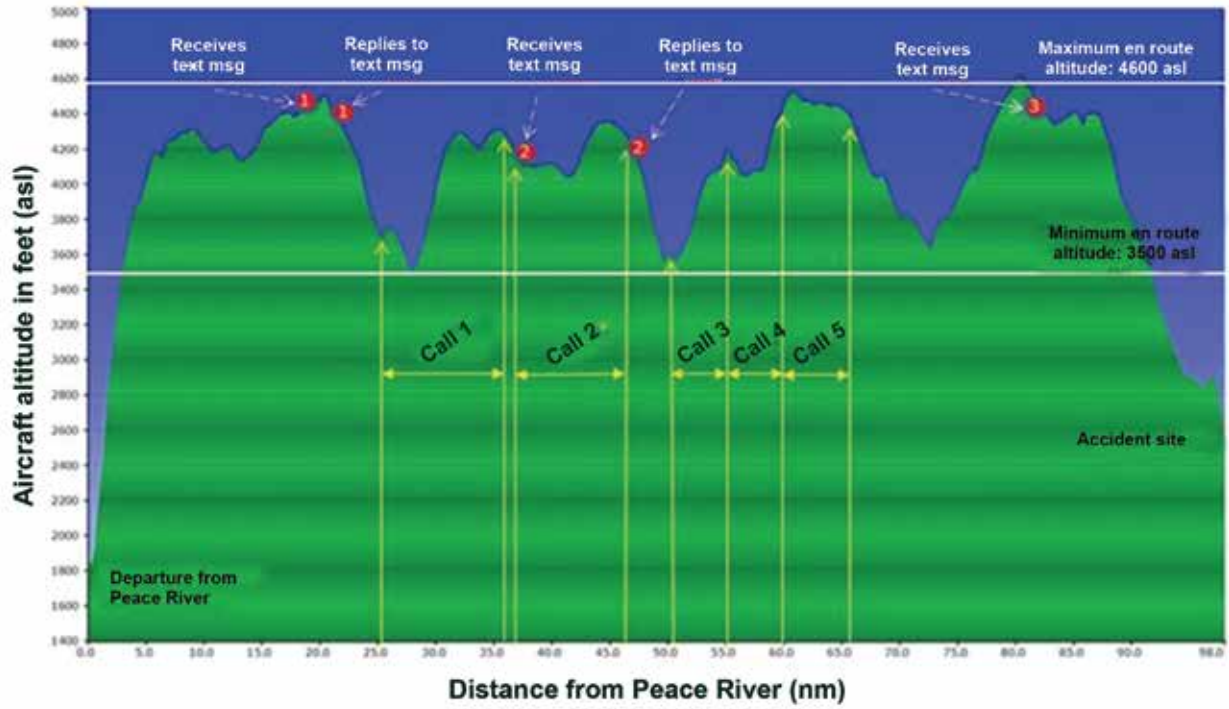 5000
4800
4600
4400
4200
4000
3800
3600
3400
3200
3000
2800
2600
2400
2200
2000
1800
1600
1400
Aircraft altitude in feet (asl)
Receives
text msg
Replies to
text msg
Receives
text msg
Replies to
text msg
Receives
text msg
Maximum en route
altitude: 4600 asl
1
1
2
2
3
Minimum en route
altitude: 3500 asl
Call 1
Call 2
Call 3
Call 4
Call 5
Accident site
Departure from
Peace River
0.0 5.0 10.0 15.0 20.0 25.0 30.0 35.0 40.0 45.0 50.0 55.0 60.0 65.0 70.0 75.0 80.0 85.0 90.0 98.0
Distance from Peace River (nm)